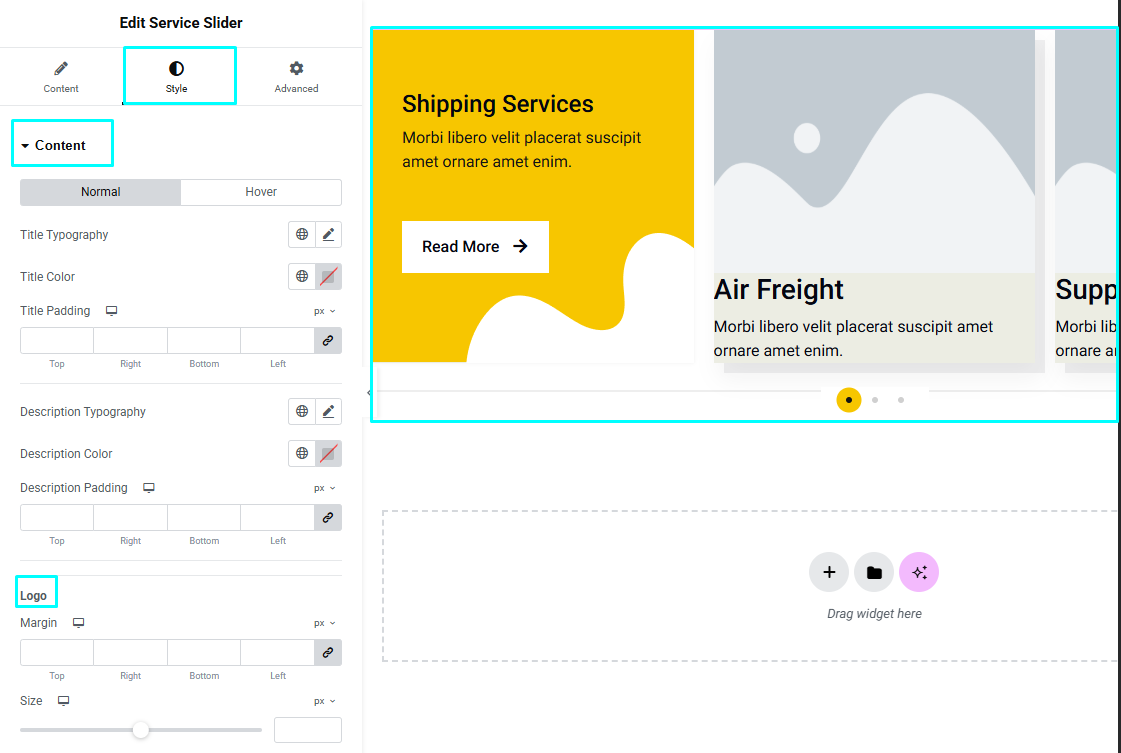 Edit Service Slider
Content
Style
Advanced
Content
Normal
Hover
Title Typography
Title Color
Title Padding
px
Top
Right
Bottom
Left
Description Typography
Description Color
Description Padding
px
Top
Right
Bottom
Left
Logo
Margin
px
Top
Right
Bottom
Left
Size
px
Shipping Services
Morbi libero velit placerat suscipit
amet ornare amet enim.
Read More
Air Freight
Morbi libero velit placerat suscipit amet
ornare amet enim.
Supp
Morbi lib
ornare a
Drag widget here